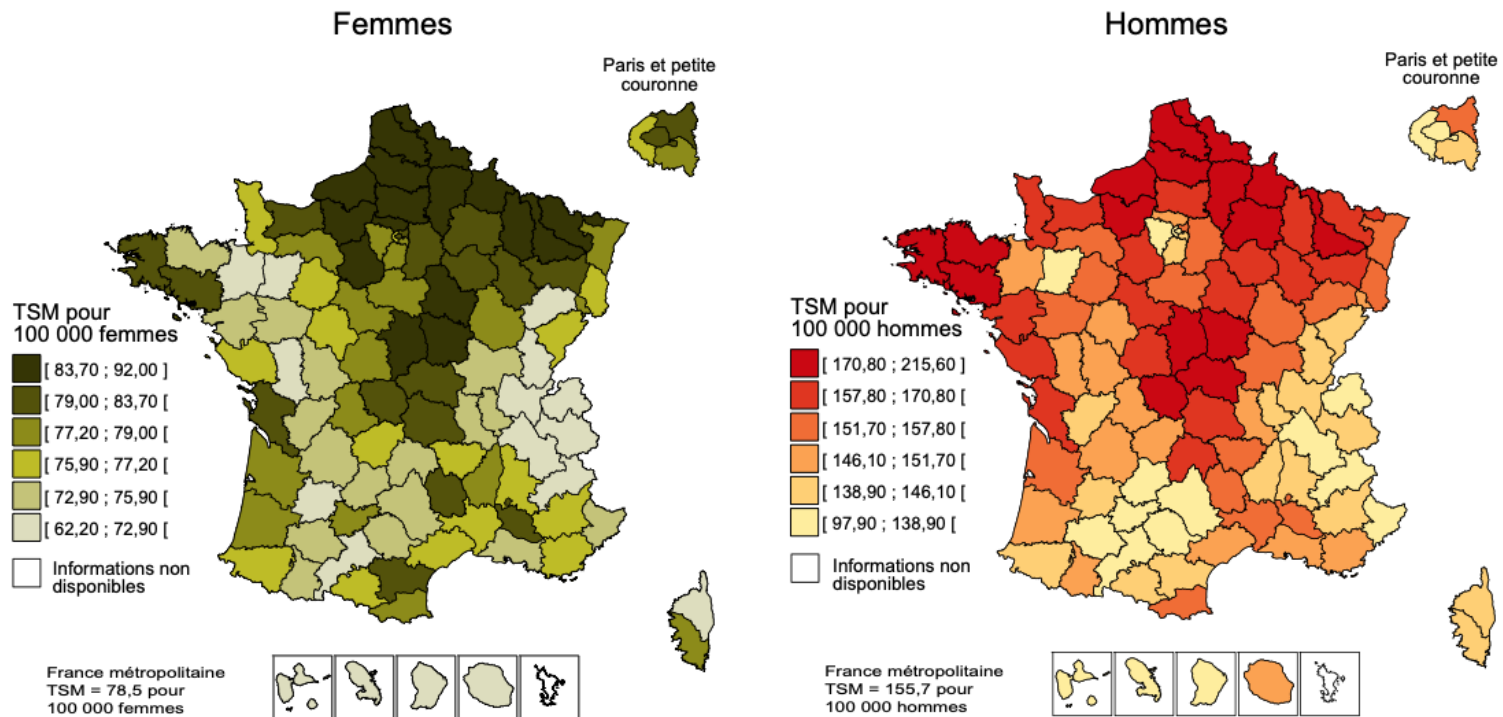 Femmes
Paris et petite
couronne
TSM pour
100 000 femmes
[ 83,70 ; 92,00 ]
[ 79,00 ; 83,70 [
[ 77,20 ; 79,00 [
[ 75,90 ; 77,20 [
[ 72,90 ; 75,90 [
[ 62,20 ; 72,90 [
Informations non
disponibles
France métropolitaine
TSM = 78,5 pour
100 000 femmes
Hommes
Paris et petite
couronne
TSM pour
100 000 hommes
[ 170,80 ; 215,60 ]
[ 157,80 ; 170,80 [
[ 151,70 ; 157,80 [
[ 146,10 ; 151,70 [
[ 138,90 ; 146,10 [
[ 97,90 ; 138,90 [
Informations non
disponibles
France métropolitaine
TSM = 155,7 pour
100 000 hommes